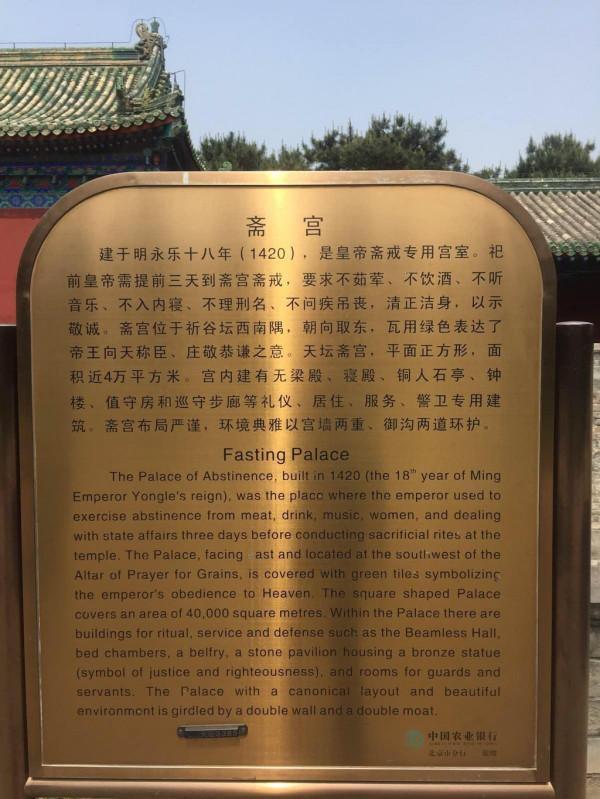 斋 宫
建于明永乐十八年（1420），是皇帝斋戒专用宫室。祀
前皇帝需提前三天到斋宫斋戒，要求不茹荤、不饮酒、不听
音乐、不入内寝、不理刑名、不问疾吊丧，清正洁身，以示
敬诚。斋宫位于祈谷坛西南隅，朝向取东，瓦用绿色表达了
帝王向天称臣、庄敬恭谦之意。天坛斋宫，平面正方形，面
积近4万平方米。宫内建有无梁殿、寝殿、铜人石亭、钟
楼、值守房和巡守步廊等礼仪、居住、服务、警卫专用建
筑。斋宫布局严谨，环境典雅以宫墙两重、御沟两道环护。
Fasting Palace
The Palace of Abstinence, built in 1420 (the 18th year of Ming
Emperor Yongle's reign), was the place where the emperor used to
exercise abstinence from meat, drink, music, women, and dealing
with state affairs three days before conducting sacrificial rites at the
temple. The Palace, facing ast and located at the southwest of the
Altar of Prayer for Grains, is covered with green tiles symbolizing
the emperor's obedience to Heaven. The square shaped Palace
covers an area of 40,000 square metres. Within the Palace there are
buildings for ritual, service and defense such as the Beamless Hall,
bed chambers, a belfry, a stone pavilion housing a bronze statue
(symbol of justice and righteousness), and rooms for guards and
servants. The Palace with a canonical layout and beautiful
environment is girdled by a double wall and a double moat.
中国农业银行
北京市分行